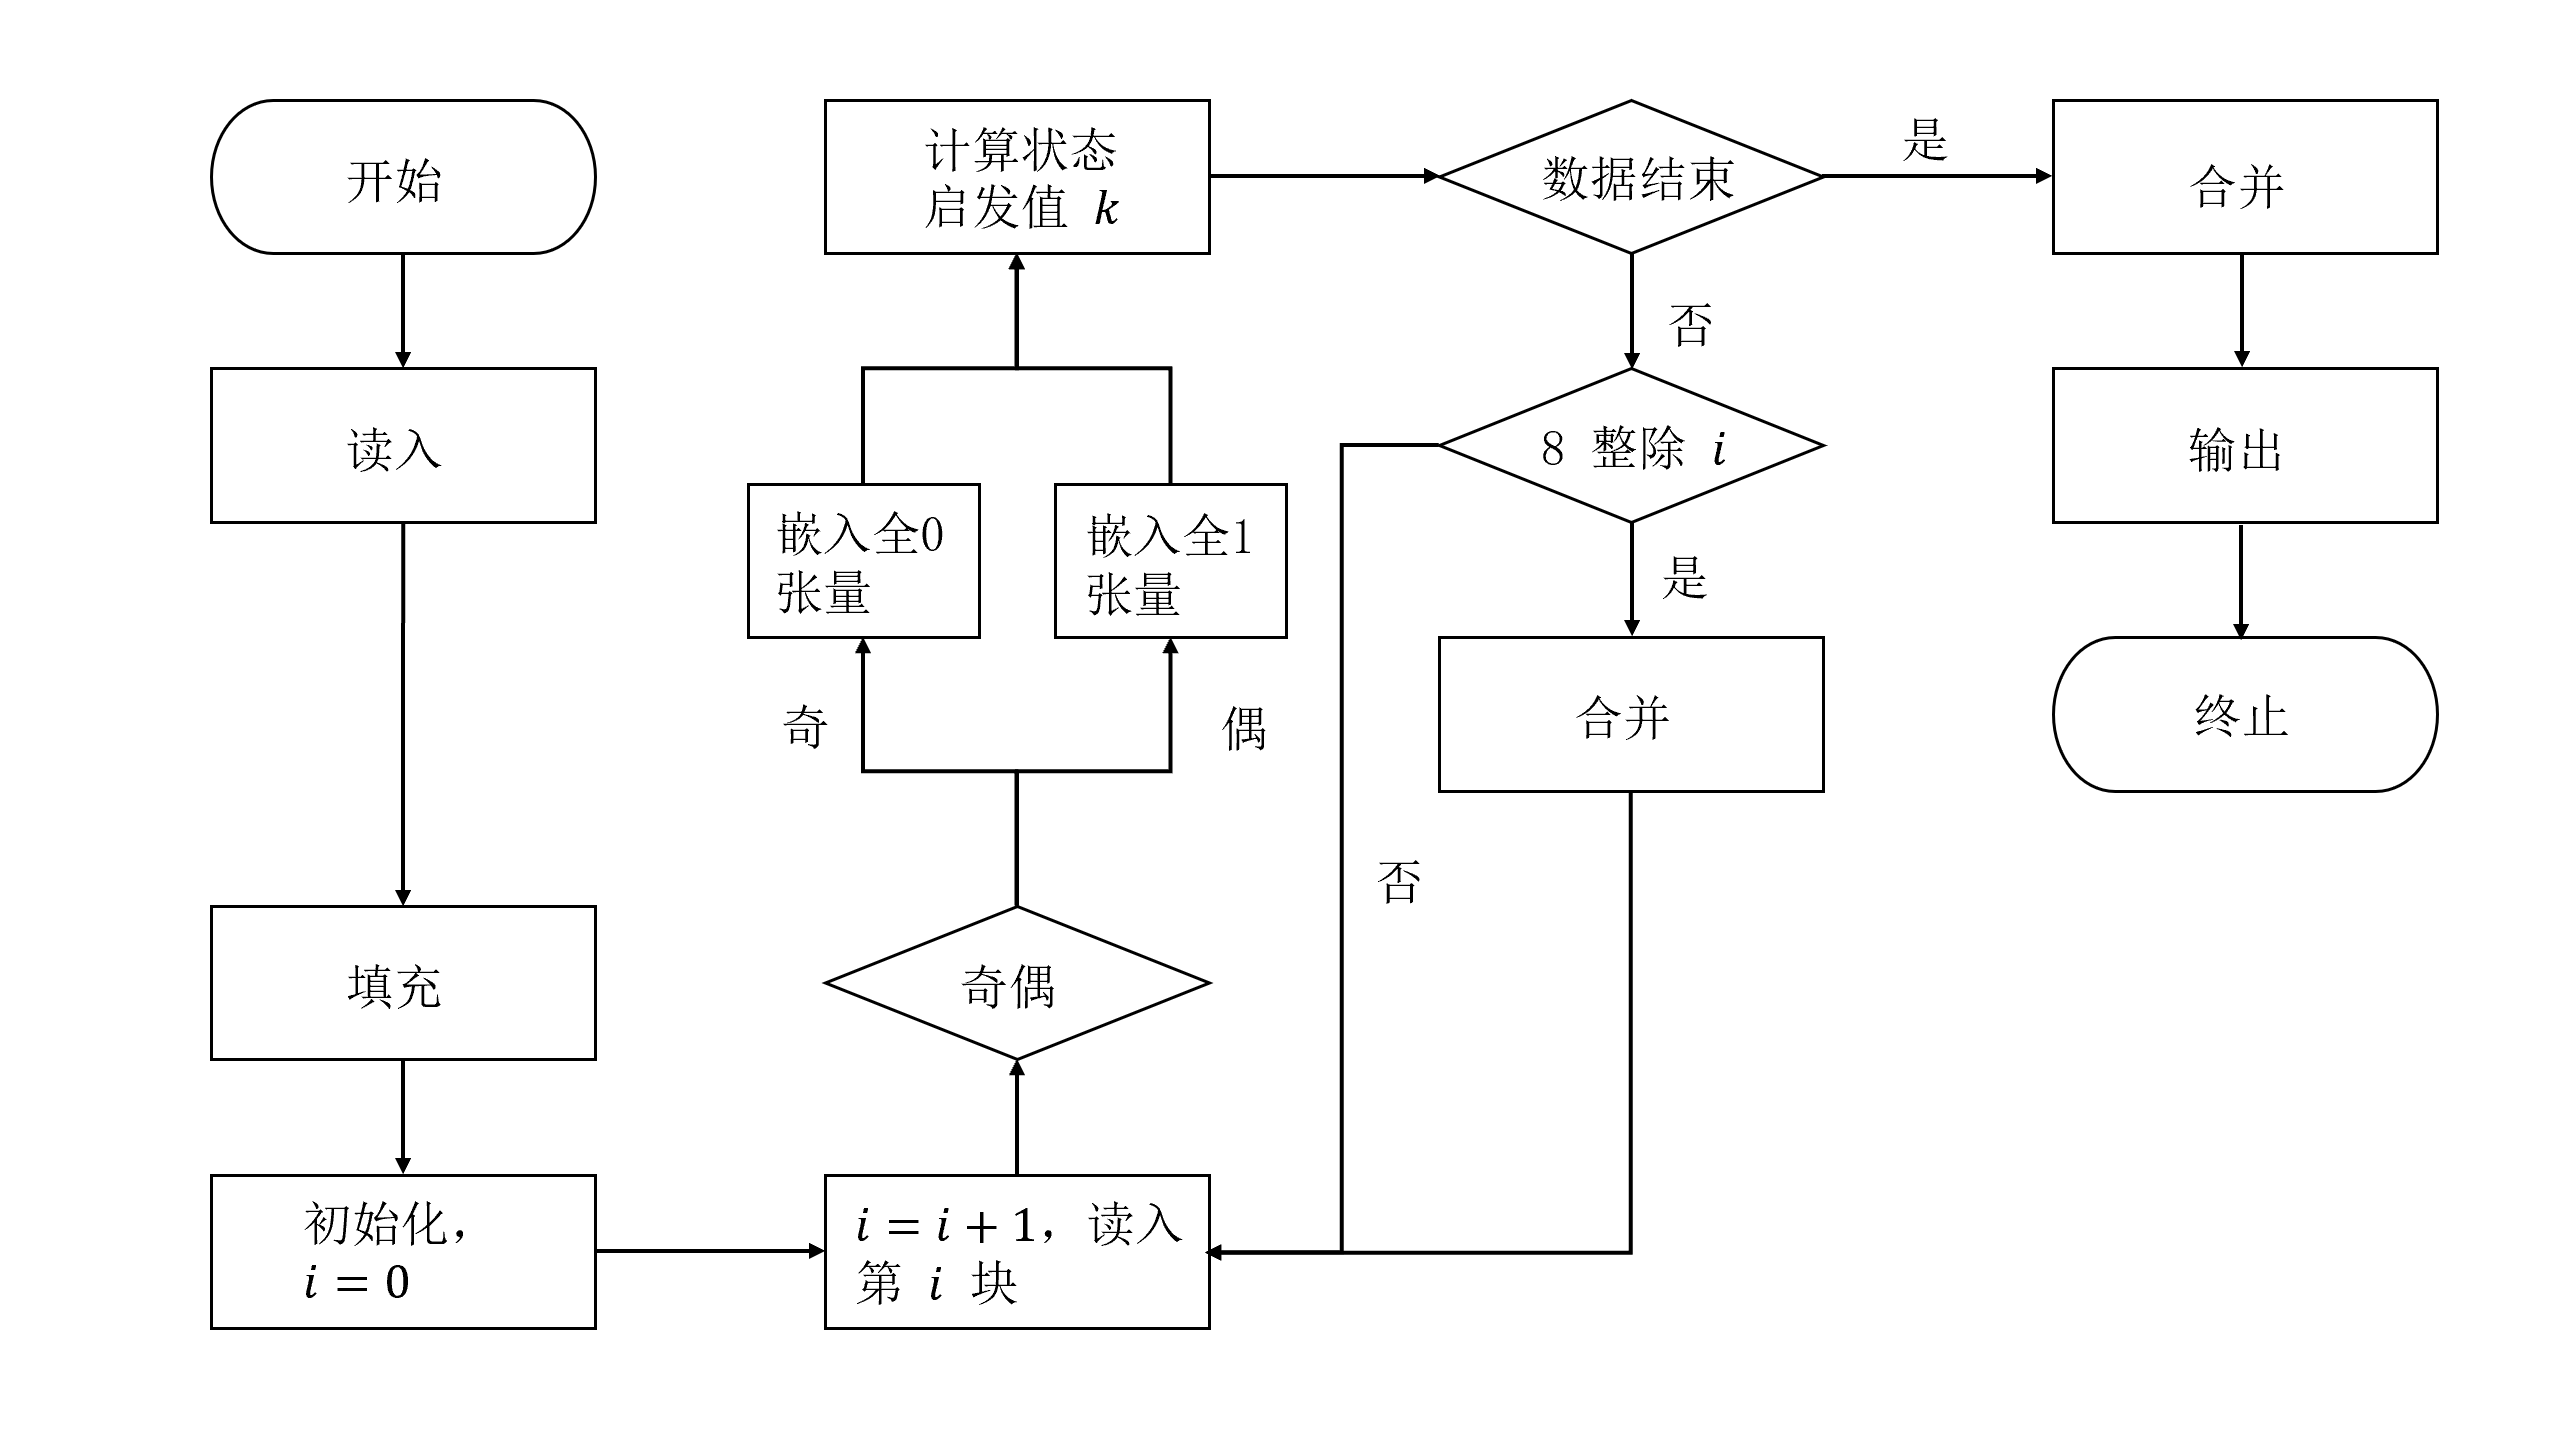 开始
读入
填充
初始化，
i = 0
i = i + 1，读入
第 i 块
奇偶
奇
偶
嵌入全0
张量
嵌入全1
张量
计算状态
启发值 k
数据结束
是
否
8 整除 i
是
否
合并
合并
输出
终止